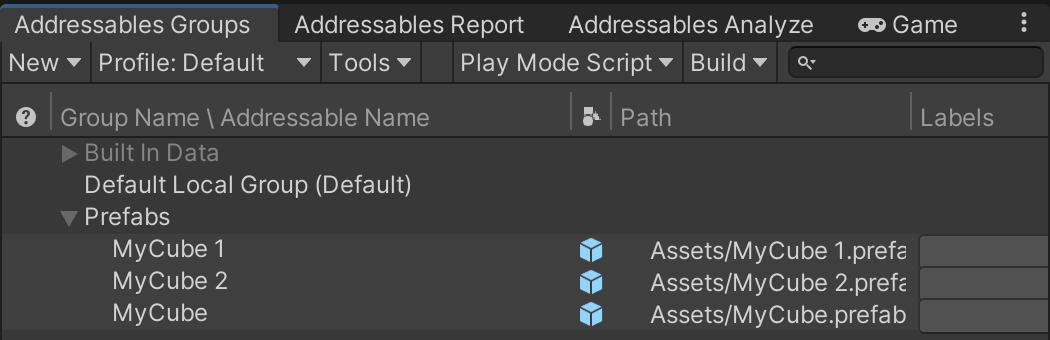 Addressables Groups Addressables Report Addressables Analyze Game
New Profile: Default Tools Play Mode Script Build
? Group Name \ Addressable Name Path Labels
Built In Data
Default Local Group (Default)
Prefabs
MyCube 1 Assets/MyCube 1.prefa
MyCube 2 Assets/MyCube 2.prefa
MyCube Assets/MyCube.prefab